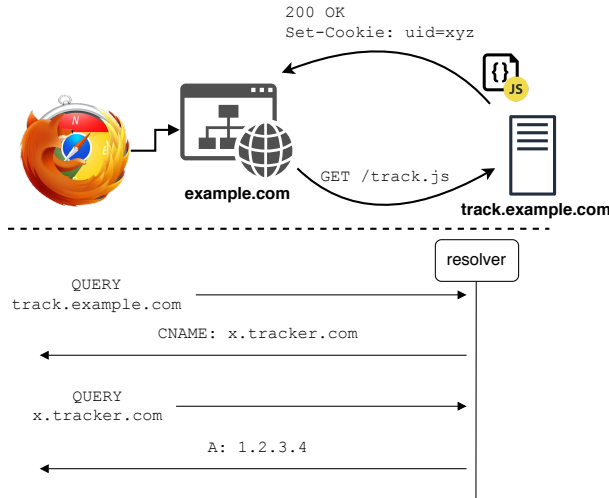 200 OK
Set-Cookie: uid=xyz
{}
JS
N
E
example.com
GET /track.js
track.example.com
resolver
QUERY
track.example.com
CNAME: x.tracker.com
QUERY
x.tracker.com
A: 1.2.3.4